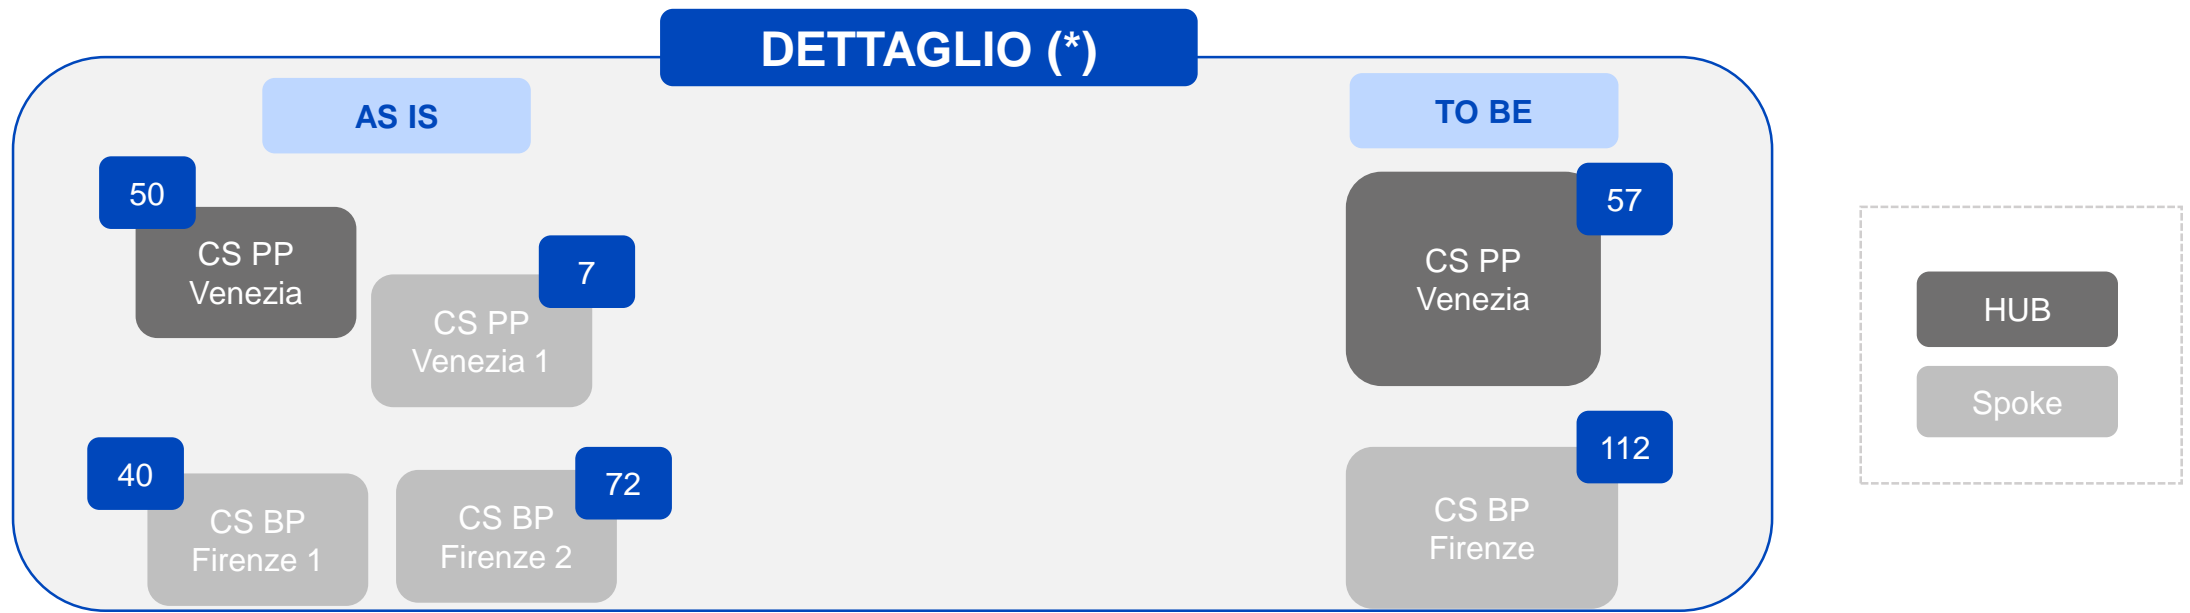 DETTAGLIO (*)
AS IS
TO BE
50
CS PP
Venezia
7
CS PP
Venezia 1
57
CS PP
Venezia
40
CS BP
Firenze 1
72
CS BP
Firenze 2
112
CS BP
Firenze
HUB
Spoke